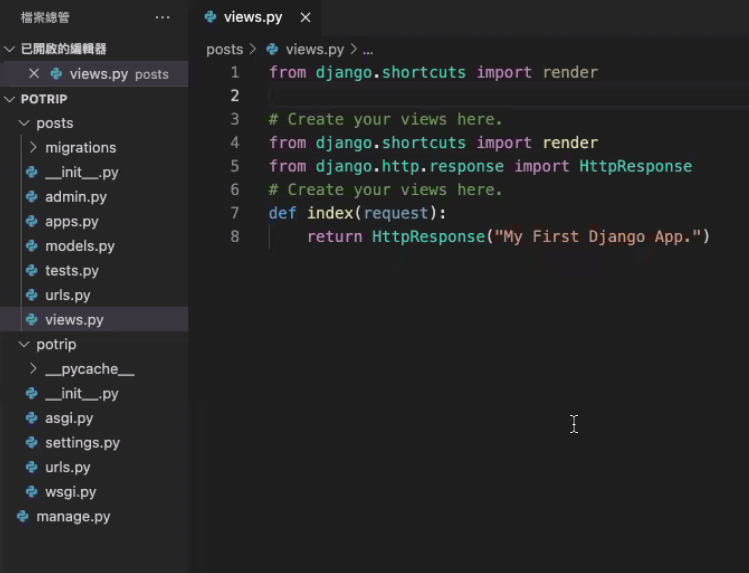 檔案總管 ···
已開啟的編輯器
views.py posts
POTRIP
posts
migrations
__init__.py
admin.py
apps.py
models.py
tests.py
urls.py
views.py
potrip
__pycache__
__init__.py
asgi.py
settings.py
urls.py
wsgi.py
manage.py
views.py
posts > views.py > ...
1 from django.shortcuts import render
2
3 # Create your views here.
4 from django.shortcuts import render
5 from django.http.response import HttpResponse
6 # Create your views here.
7 def index(request):
8     return HttpResponse("My First Django App.")